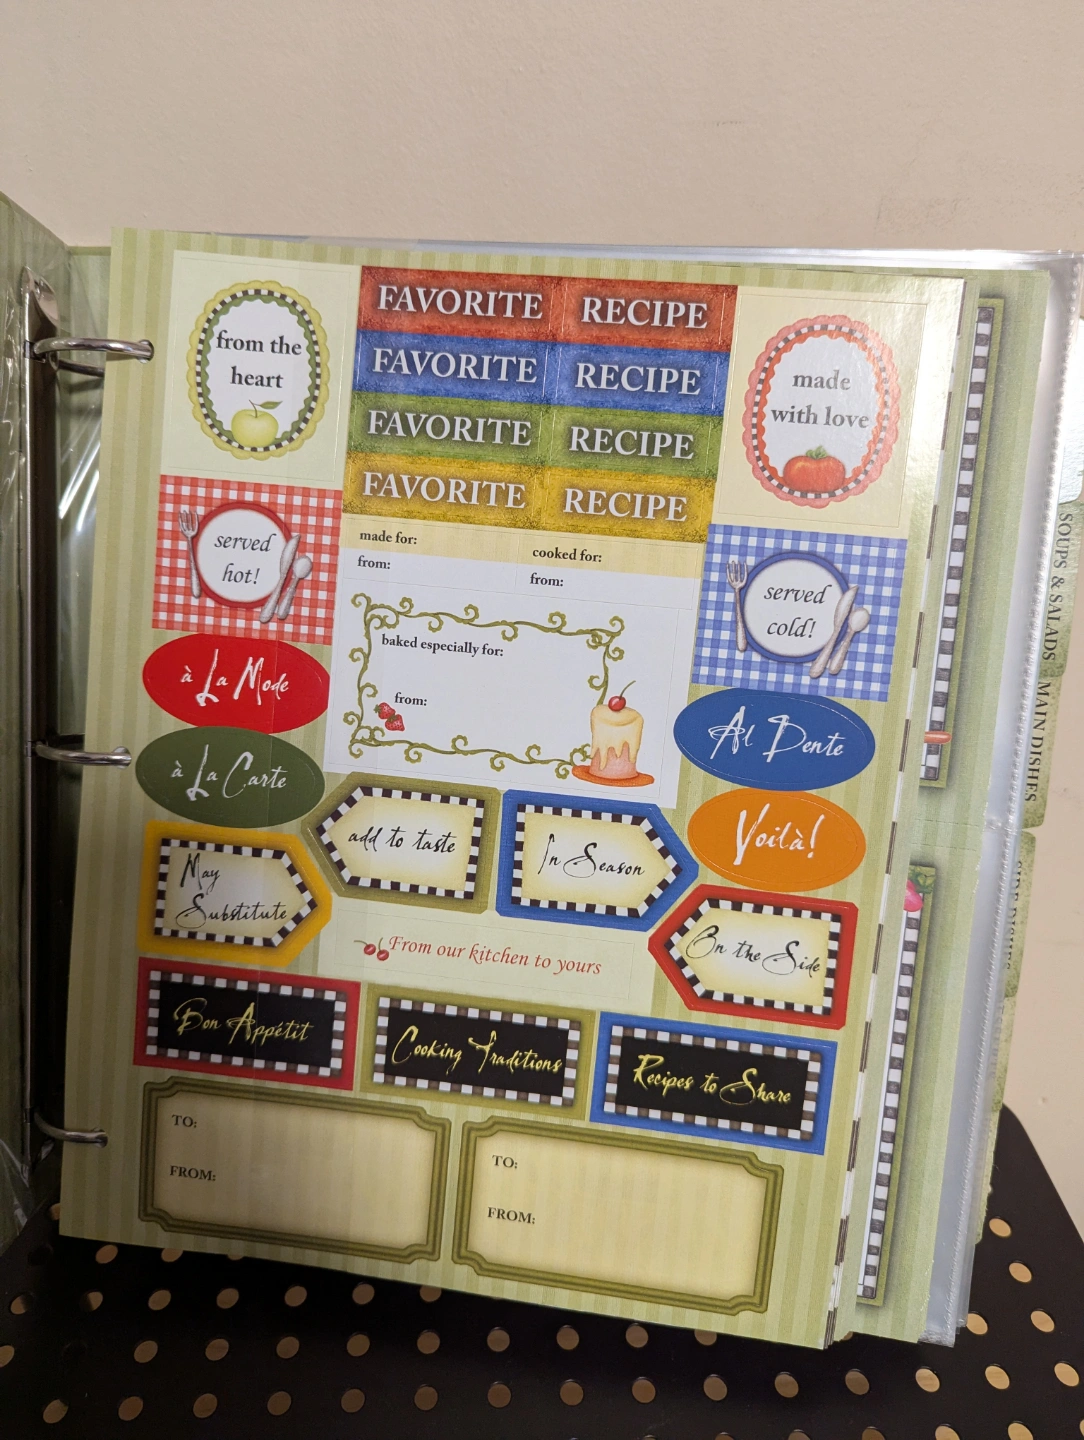 from the
heart
FAVORITE RECIPE
FAVORITE RECIPE
FAVORITE RECIPE
FAVORITE RECIPE
made
with love
served
hot!
made for:
from:
cooked for:
from:
served
cold!
baked especially for:
from:
à La Mode
Al Dente
à La Carte
add to taste
In Season
Voilà!
May
Substitute
From our kitchen to yours
On the Side
Bon Appétit
Cooking Traditions
Recipes to Share
TO:
FROM:
TO:
FROM:
SOUPS & SALADS
MAIN DISHES
SIDE DISHES